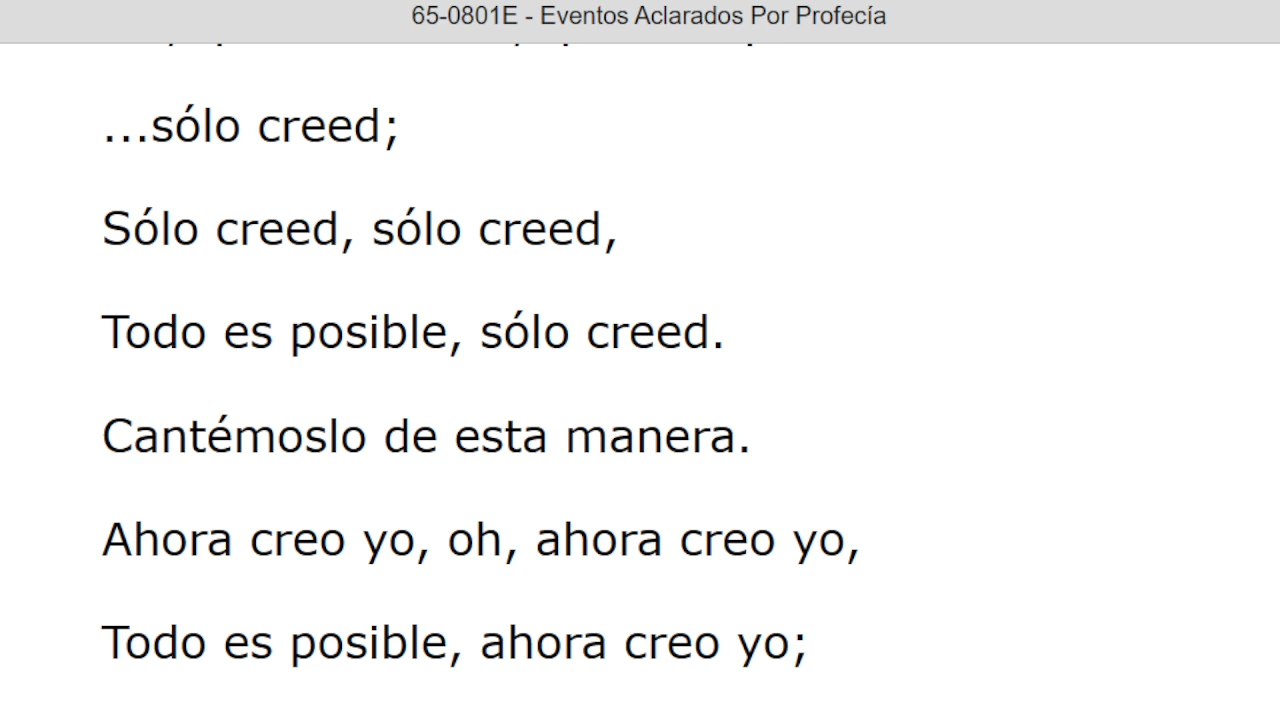 65-0801E - Eventos Aclarados Por Profecía
...sólo creed;
Sólo creed, sólo creed,
Todo es posible, sólo creed.
Cantémoslo de esta manera.
Ahora creo yo, oh, ahora creo yo,
Todo es posible, ahora creo yo;